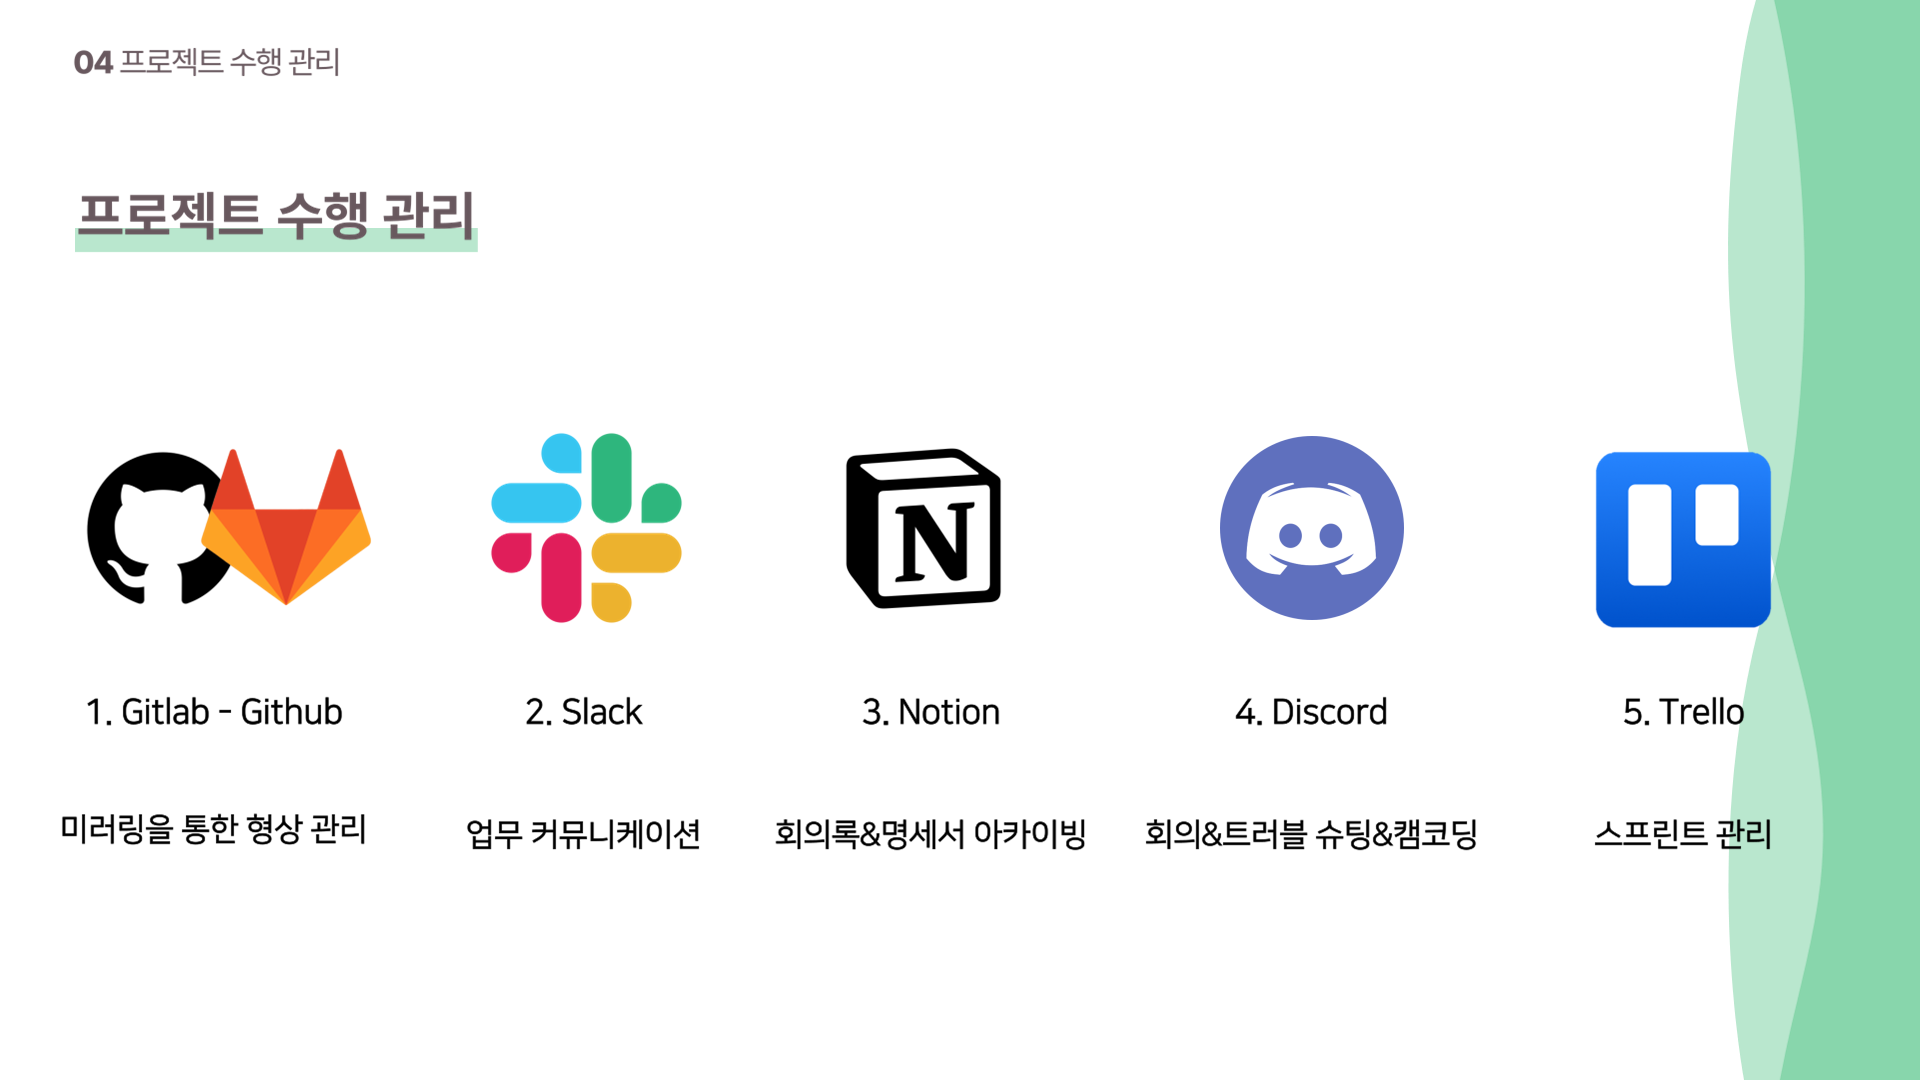 04 프로젝트 수행 관리
프로젝트 수행 관리
N
1. Gitlab - Github
2. Slack
3. Notion
4. Discord
5. Trello
미러링을 통한 형상 관리
업무 커뮤니케이션
회의록&명세서 아카이빙
회의&트러블 슈팅&캠코딩
스프린트 관리